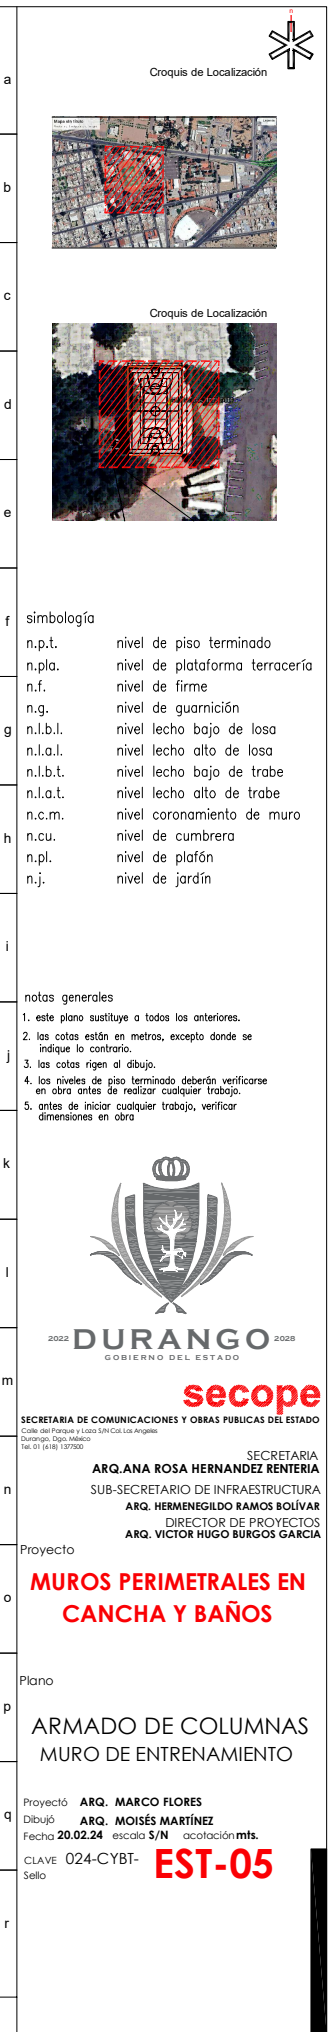 a
Croquis de Localización
b
Mapa sin título
c
Croquis de Localización
d
e
f
simbología
n.p.t. nivel de piso terminado
n.pla. nivel de plataforma terracería
n.f. nivel de firme
g
n.g. nivel de guarnición
n.l.b.l. nivel lecho bajo de losa
n.l.a.l. nivel lecho alto de losa
n.l.b.t. nivel lecho bajo de trabe
n.l.a.t. nivel lecho alto de trabe
n.c.m. nivel coronamiento de muro
h
n.cu. nivel de cumbrera
n.pl. nivel de plafón
n.j. nivel de jardín
i
notas generales
1. este plano sustituye a todos los anteriores.
2. las cotas están en metros, excepto donde se
indique lo contrario.
j
3. las cotas rigen al dibujo.
4. los niveles de piso terminado deberán verificarse
en obra antes de realizar cualquier trabajo.
5. antes de iniciar cualquier trabajo, verificar
dimensiones en obra
k
l
2022 DURANGO 2028
GOBIERNO DEL ESTADO
m
secope
SECRETARIA DE COMUNICACIONES Y OBRAS PUBLICAS DEL ESTADO
Calle del Parque y Loza S/N Col. Los Angeles
Durango, Dgo. México
Tel. 01 (618) 1377500
SECRETARIA
ARQ.ANA ROSA HERNANDEZ RENTERIA
n
SUB-SECRETARIO DE INFRAESTRUCTURA
ARQ. HERMENEGILDO RAMOS BOLÍVAR
DIRECTOR DE PROYECTOS
ARQ. VICTOR HUGO BURGOS GARCIA
Proyecto
MUROS PERIMETRALES EN
CANCHA Y BAÑOS
o
Plano
p
ARMADO DE COLUMNAS
MURO DE ENTRENAMIENTO
Proyectó ARQ. MARCO FLORES
q
Dibujó ARQ. MOISÉS MARTÍNEZ
Fecha 20.02.24 escala S/N acotación mts.
CLAVE 024-CYBT- EST-05
Sello
r